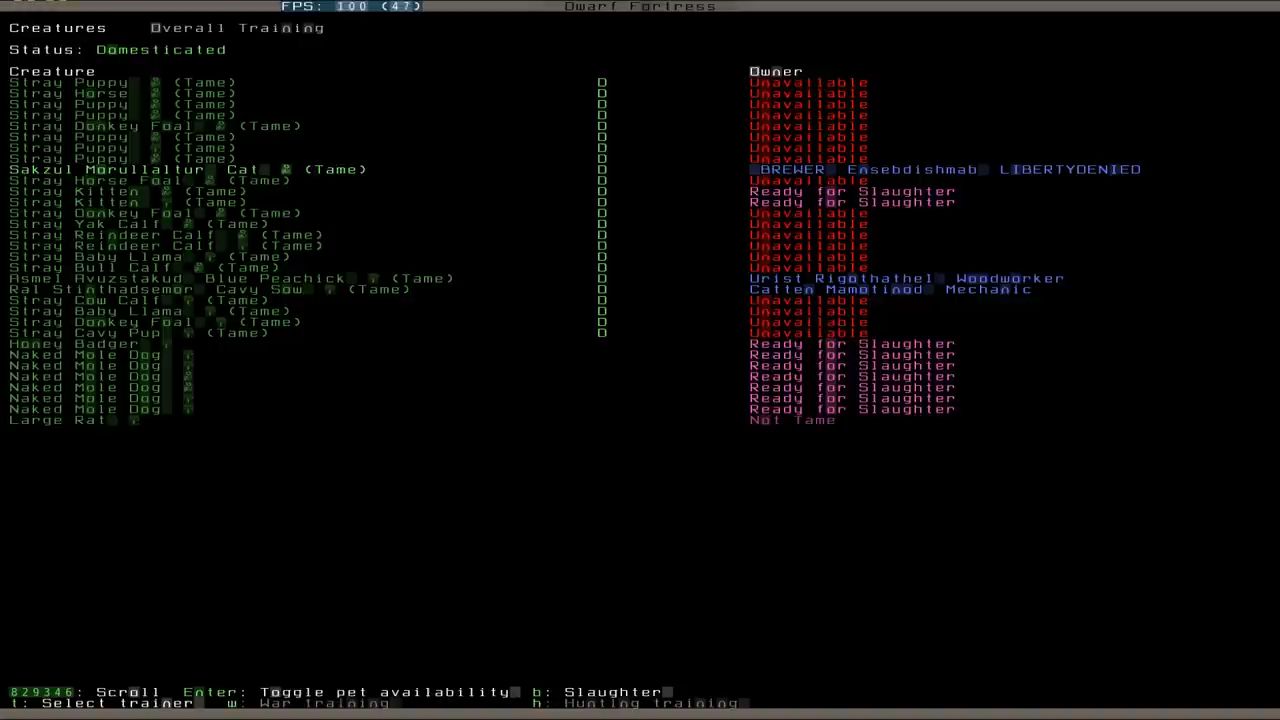 FPS: 100 (47) Dwarf Fortress
Creatures Overall Training
Status: Domesticated
Creature Owner
Stray Puppy (Tame) D Unavailable
Stray Horse (Tame) D Unavailable
Stray Puppy (Tame) D Unavailable
Stray Puppy (Tame) D Unavailable
Stray Donkey Foal (Tame) D Unavailable
Stray Puppy (Tame) D Unavailable
Stray Puppy (Tame) D Unavailable
Stray Puppy (Tame) D Unavailable
Sakzul Morullaltur Cat (Tame) D BREWER Ensebdishmab LIBERTYDENIED
Stray Horse Foal (Tame) D Unavailable
Stray Kitten (Tame) D Ready for Slaughter
Stray Kitten (Tame) D Ready for Slaughter
Stray Donkey Foal (Tame) D Unavailable
Stray Yak Calf (Tame) D Unavailable
Stray Reindeer Calf (Tame) D Unavailable
Stray Reindeer Calf (Tame) D Unavailable
Stray Baby Llama (Tame) D Unavailable
Stray Bull Calf (Tame) D Unavailable
Asmel Avuzstakud Blue Peachick (Tame) D Urist Rigothathel Woodworker
Ral Stinthadsemor Cavy Sow (Tame) D Catten Mamotinod Mechanic
Stray Cow Calf (Tame) D Unavailable
Stray Baby Llama (Tame) D Unavailable
Stray Donkey Foal (Tame) D Unavailable
Stray Cavy Pup (Tame) D Unavailable
Honey Badger Ready for Slaughter
Naked Mole Dog Ready for Slaughter
Naked Mole Dog Ready for Slaughter
Naked Mole Dog Ready for Slaughter
Naked Mole Dog Ready for Slaughter
Naked Mole Dog Ready for Slaughter
Naked Mole Dog Ready for Slaughter
Large Rat Not Tame
829346: Scroll Enter: Toggle pet availability b: Slaughter
t: Select trainer w: War training h: Hunting training